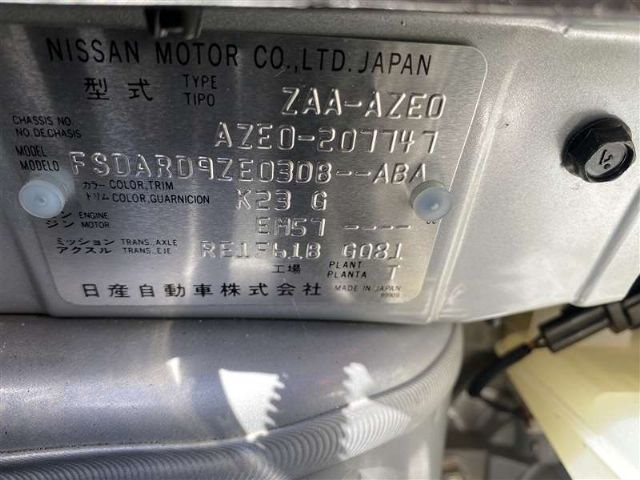 NISSAN MOTOR CO.,LTD. JAPAN
型式 TYPE TIPO ZAA-AZE0
CHASSIS NO. NO. DE CHASIS AZE0-207747
MODEL MODELO FSDARD9ZE0308--ABA
カラー COLOR,TRIM
トリム COLOR,GUARNICION K23 G
ン ENGINE
ジン MOTOR EM57 ----
ミッション TRANS. AXLE
アクスル TRANS. EJE RE1F61B G081
工場 PLANT PLANTA T
日産自動車株式会社 MADE IN JAPAN